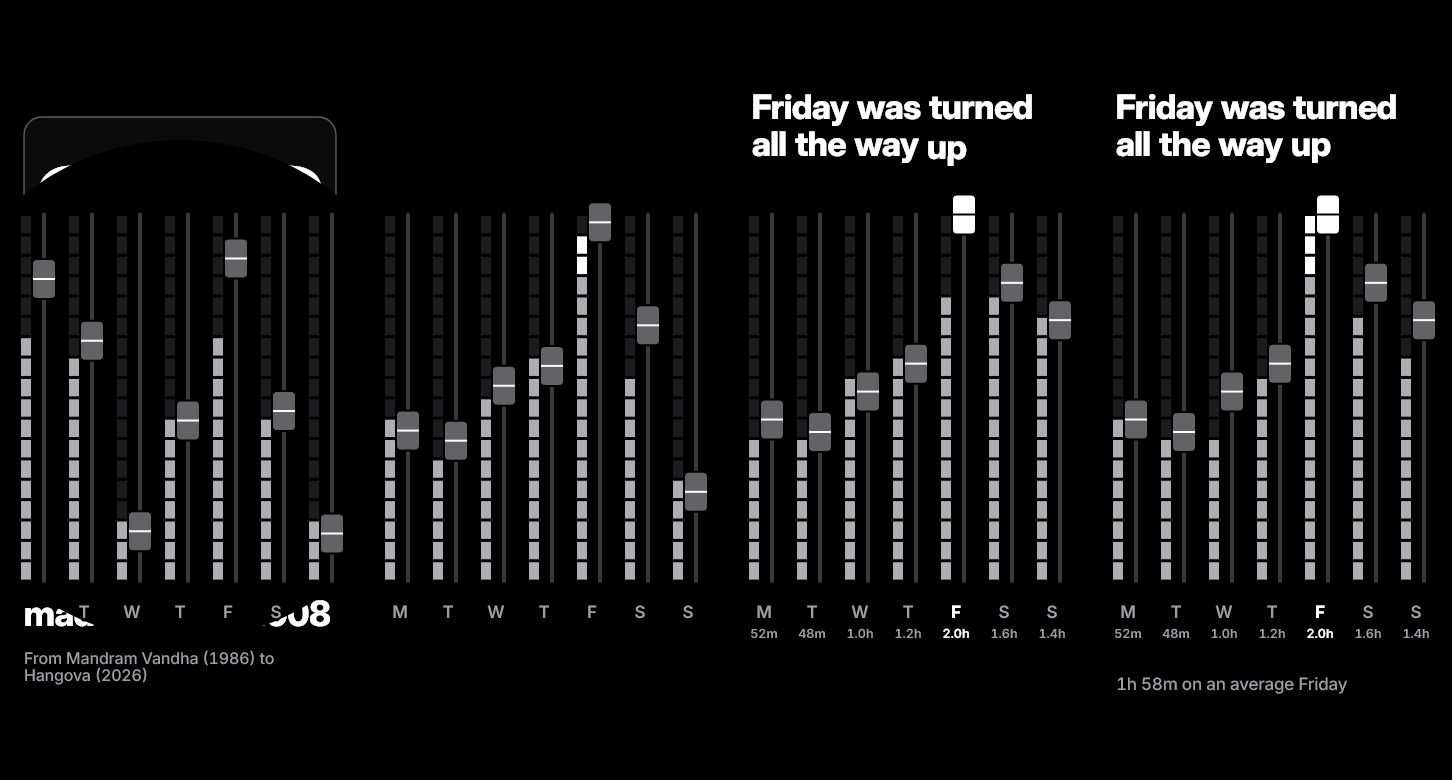 Friday was turned
all the way up
Friday was turned
all the way up
T W T F S
M T W T F S S
M T W T F S S
52m 48m 1.0h 1.2h 2.0h 1.6h 1.4h
M T W T F S S
52m 48m 1.0h 1.2h 2.0h 1.6h 1.4h
From Mandram Vandha (1986) to
Hangova (2026)
1h 58m on an average Friday